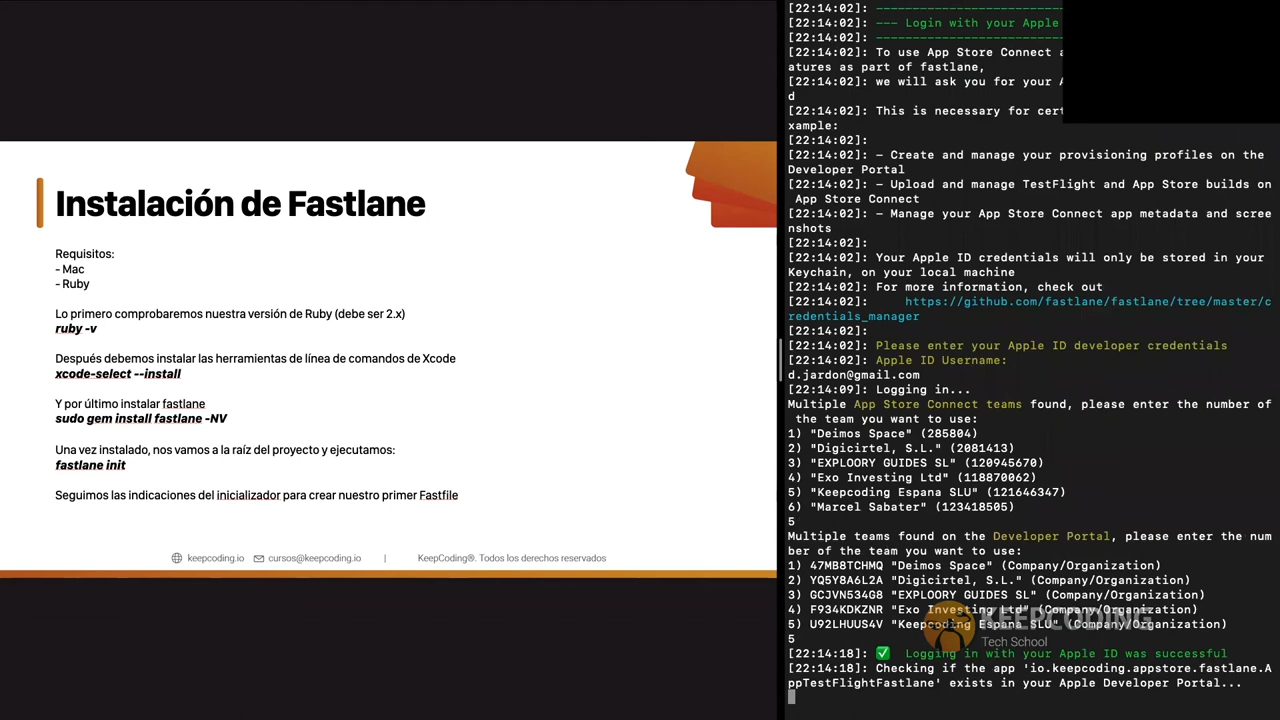 Instalación de Fastlane
Requisitos:
- Mac
- Ruby
Lo primero comprobaremos nuestra versión de Ruby (debe ser 2.x)
ruby -v
Después debemos instalar las herramientas de línea de comandos de Xcode
xcode-select --install
Y por último instalar fastlane
sudo gem install fastlane -NV
Una vez instalado, nos vamos a la raíz del proyecto y ejecutamos:
fastlane init
Seguimos las indicaciones del inicializador para crear nuestro primer Fastfile
keepcoding.io cursos@keepcoding.io | KeepCoding®. Todos los derechos reservados
[22:14:02]: ------------------------
[22:14:02]: --- Login with your Apple
[22:14:02]: ------------------------
[22:14:02]: To use App Store Connect
atures as part of fastlane,
[22:14:02]: we will ask you for your
d
[22:14:02]: This is necessary for cert
xample:
[22:14:02]:
[22:14:02]: - Create and manage your provisioning profiles on the
Developer Portal
[22:14:02]: - Upload and manage TestFlight and App Store builds on
App Store Connect
[22:14:02]: - Manage your App Store Connect app metadata and scree
nshots
[22:14:02]:
[22:14:02]: Your Apple ID credentials will only be stored in your
Keychain, on your local machine
[22:14:02]: For more information, check out
[22:14:02]: https://github.com/fastlane/fastlane/tree/master/c
redentials_manager
[22:14:02]:
[22:14:02]: Please enter your Apple ID developer credentials
[22:14:02]: Apple ID Username:
d.jardon@gmail.com
[22:14:09]: Logging in...
Multiple App Store Connect teams found, please enter the number of
the team you want to use:
1) "Deimos Space" (285804)
2) "Digicirtel, S.L." (2081413)
3) "EXPLOORY GUIDES SL" (120945670)
4) "Exo Investing Ltd" (118870062)
5) "Keepcoding Espana SLU" (121646347)
6) "Marcel Sabater" (123418505)
5
Multiple teams found on the Developer Portal, please enter the num
ber of the team you want to use:
1) 47MB8TCHMQ "Deimos Space" (Company/Organization)
2) YQ5Y8A6L2A "Digicirtel, S.L." (Company/Organization)
3) GCJVN534G8 "EXPLOORY GUIDES SL" (Company/Organization)
4) F934KDKZNR "Exo Investing Ltd" (Company/Organization)
5) U92LHUUS4V "Keepcoding Espana SLU" (Company/Organization)
5
KEEPCODING
Tech School
[22:14:18]: ✅ Logging in with your Apple ID was successful
[22:14:18]: Checking if the app 'io.keepcoding.appstore.fastlane.A
ppTestFlightFastlane' exists in your Apple Developer Portal...